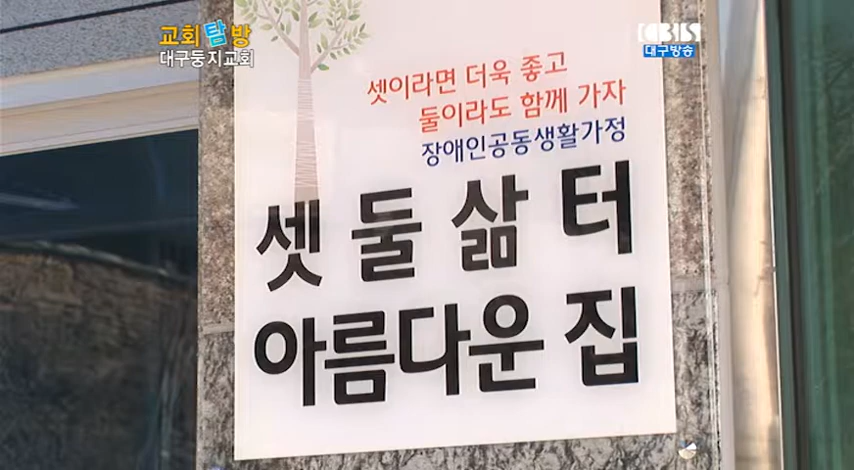 교회탐방
대구둥지교회
CBS
대구방송
셋이라면 더욱 좋고
둘이라도 함께 가자
장애인공동생활가정
셋 둘 삶 터
아름다운 집